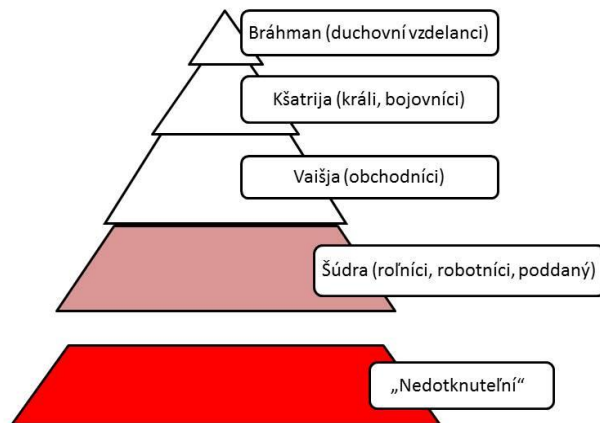 Bráhman (duchovní vzdelanci)
Kšatrija (králi, bojovníci)
Vaišja (obchodníci)
Šúdra (roľníci, robotníci, poddaný)
„Nedotknuteľní“